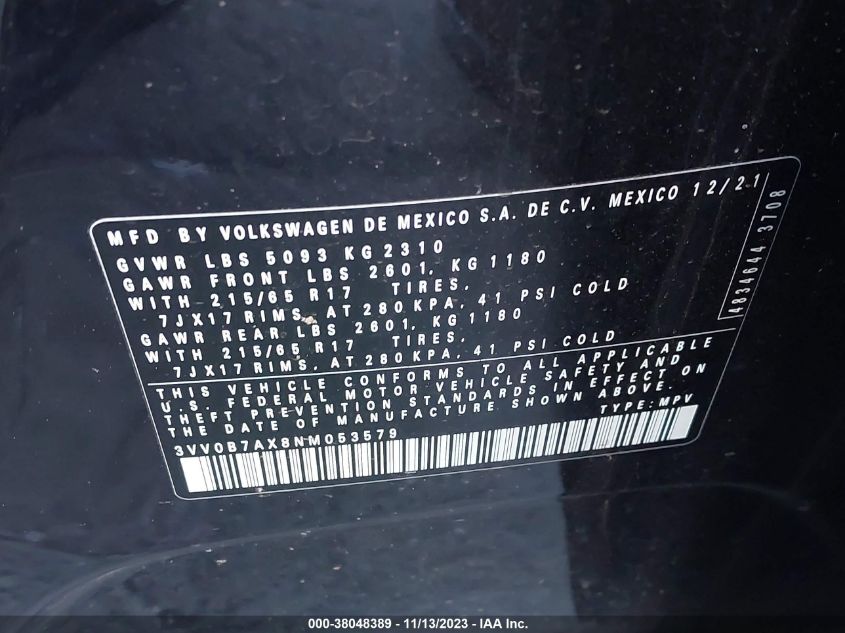 MFD BY VOLKSWAGEN DE MEXICO S.A. DE C.V. MEXICO 12/21
GVWR LBS 5093 KG 2310
GAWR FRONT LBS 2601, KG 1180
WITH 215/65 R17 TIRES,
7JX17 RIMS, AT 280 KPA, 41 PSI COLD
GAWR REAR LBS 2601, KG 1180
WITH 215/65 R17 TIRES,
7JX17 RIMS, AT 280 KPA, 41 PSI COLD
4834644 3708
THIS VEHICLE CONFORMS TO ALL APPLICABLE
U.S. FEDERAL MOTOR VEHICLE SAFETY AND
THEFT PREVENTION STANDARDS IN EFFECT ON
THE DATE OF MANUFACTURE SHOWN ABOVE.
3VV0B7AX8NM053579 TYPE: MPV
000-38048389 - 11/13/2023 - IAA Inc.